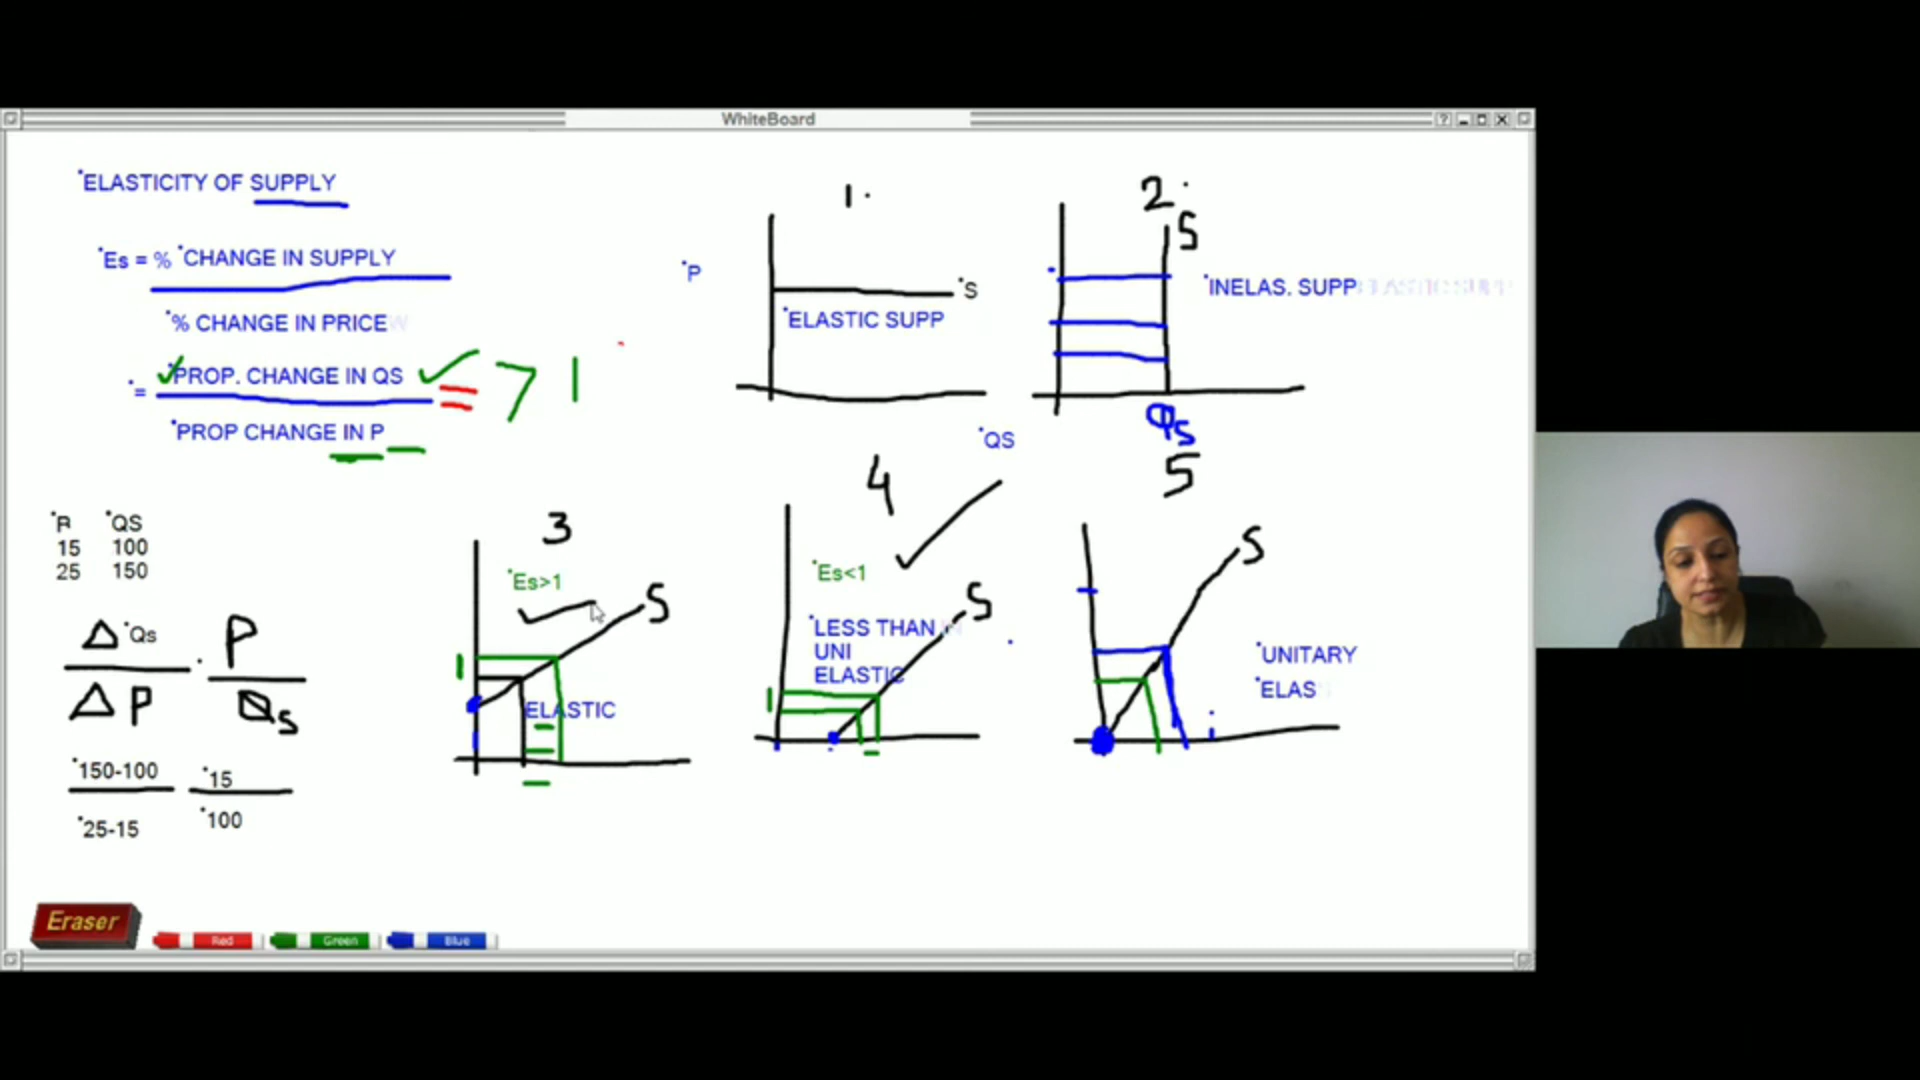 WhiteBoard
ELASTICITY OF SUPPLY
Es = % CHANGE IN SUPPLY
% CHANGE IN PRICE
= PROP. CHANGE IN QS = > 1
PROP CHANGE IN P
P QS
15 100
25 150
Δ Qs . P
Δ P Qs
150-100 15
25-15 100
1.
P
S
ELASTIC SUPP
QS
2.
S
INELAS. SUPP
Qs
3
Es>1
S
ELASTIC
4
Es<1
S
LESS THAN
UNI
ELASTIC
5
S
UNITARY
ELAS
Eraser
Red Green Blue